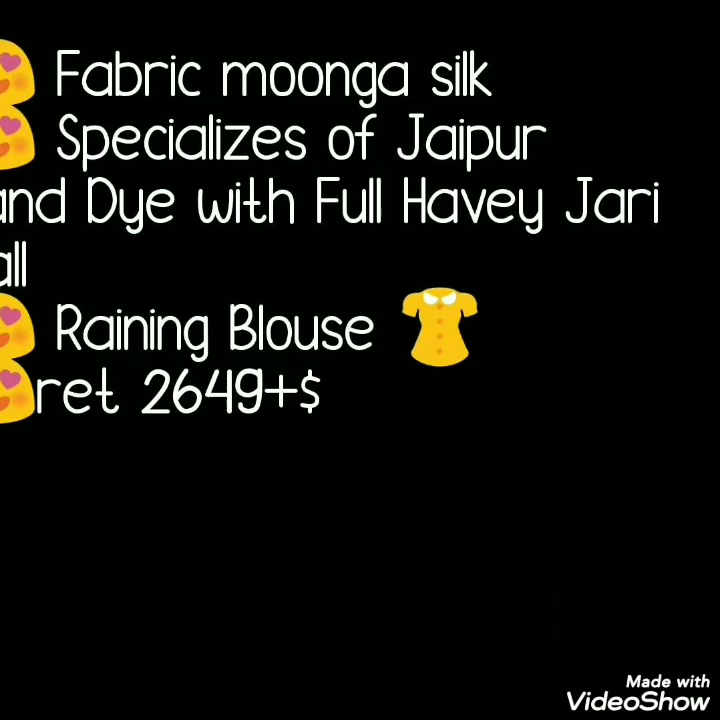 😍 Fabric moonga silk
😍 Specializes of Jaipur
and Dye with Full Havey Jari
all
😍 Raining Blouse 👚
😍ret 2649+$
Made with
VideoShow